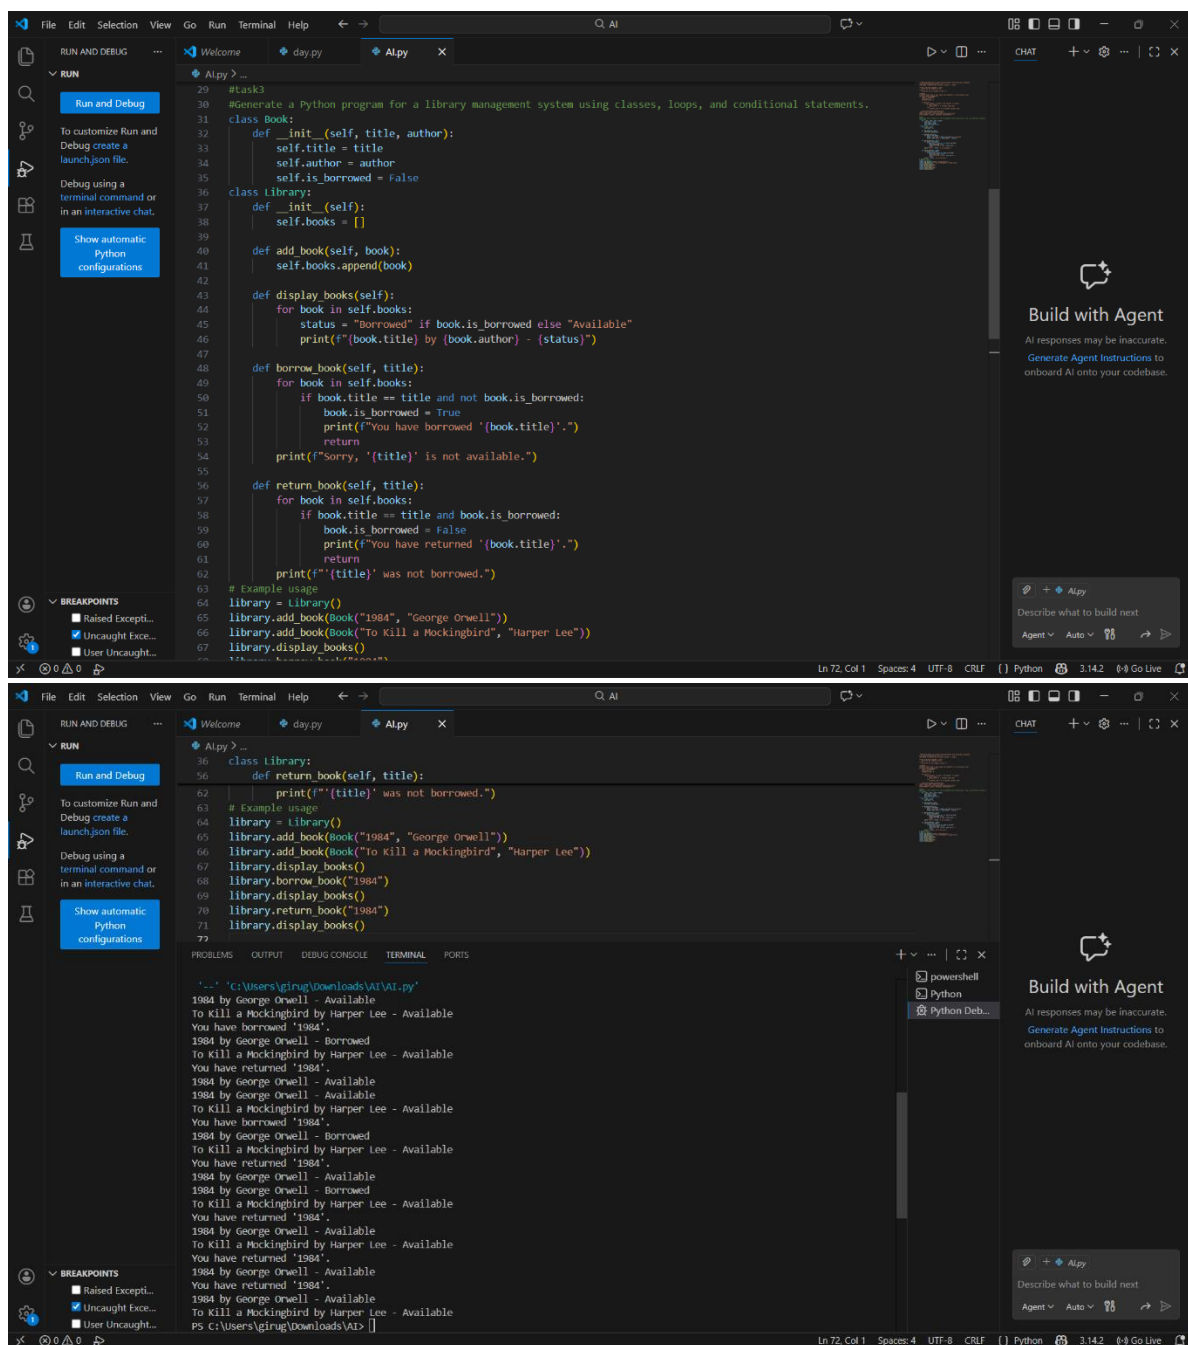 File Edit Selection View Go Run Terminal Help
AI
RUN AND DEBUG
RUN
Run and Debug
To customize Run and
Debug create a
launch.json file.
Debug using a
terminal command or
in an interactive chat.
Show automatic
Python
configurations
BREAKPOINTS
Raised Excepti...
Uncaught Exce...
User Uncaught...
Welcome day.py AI.py
AI.py > ...
29 #task3
30 #Generate a Python program for a library management system using classes, loops, and conditional statements.
31 class Book:
32 def __init__(self, title, author):
33 self.title = title
34 self.author = author
35 self.is_borrowed = False
36 class Library:
37 def __init__(self):
38 self.books = []
39
40 def add_book(self, book):
41 self.books.append(book)
42
43 def display_books(self):
44 for book in self.books:
45 status = "Borrowed" if book.is_borrowed else "Available"
46 print(f"{book.title} by {book.author} - {status}")
47
48 def borrow_book(self, title):
49 for book in self.books:
50 if book.title == title and not book.is_borrowed:
51 book.is_borrowed = True
52 print(f"You have borrowed '{book.title}'.")
53 return
54 print(f"Sorry, '{title}' is not available.")
55
56 def return_book(self, title):
57 for book in self.books:
58 if book.title == title and book.is_borrowed:
59 book.is_borrowed = False
60 print(f"You have returned '{book.title}'.")
61 return
62 print(f"'{title}' was not borrowed.")
63 # Example usage
64 library = Library()
65 library.add_book(Book("1984", "George Orwell"))
66 library.add_book(Book("To Kill a Mockingbird", "Harper Lee"))
67 library.display_books()
68 library.borrow_book("1984")
CHAT
Build with Agent
AI responses may be inaccurate.
Generate Agent Instructions to
onboard AI onto your codebase.
AI.py
Describe what to build next
Agent Auto
0 0 Ln 72, Col 1 Spaces: 4 UTF-8 CRLF { } Python 3.14.2 Go Live
File Edit Selection View Go Run Terminal Help
AI
RUN AND DEBUG
RUN
Run and Debug
To customize Run and
Debug create a
launch.json file.
Debug using a
terminal command or
in an interactive chat.
Show automatic
Python
configurations
BREAKPOINTS
Raised Excepti...
Uncaught Exce...
User Uncaught...
Welcome day.py AI.py
AI.py > ...
36 class Library:
56 def return_book(self, title):
62 print(f"'{title}' was not borrowed.")
63 # Example usage
64 library = Library()
65 library.add_book(Book("1984", "George Orwell"))
66 library.add_book(Book("To Kill a Mockingbird", "Harper Lee"))
67 library.display_books()
68 library.borrow_book("1984")
69 library.display_books()
70 library.return_book("1984")
71 library.display_books()
72
PROBLEMS OUTPUT DEBUG CONSOLE TERMINAL PORTS
'--' 'C:\Users\girug\Downloads\AI\AI.py'
1984 by George Orwell - Available
To Kill a Mockingbird by Harper Lee - Available
You have borrowed '1984'.
1984 by George Orwell - Borrowed
To Kill a Mockingbird by Harper Lee - Available
You have returned '1984'.
1984 by George Orwell - Available
1984 by George Orwell - Available
To Kill a Mockingbird by Harper Lee - Available
You have borrowed '1984'.
1984 by George Orwell - Borrowed
To Kill a Mockingbird by Harper Lee - Available
You have returned '1984'.
1984 by George Orwell - Available
1984 by George Orwell - Borrowed
To Kill a Mockingbird by Harper Lee - Available
You have returned '1984'.
1984 by George Orwell - Available
To Kill a Mockingbird by Harper Lee - Available
You have returned '1984'.
1984 by George Orwell - Available
You have returned '1984'.
1984 by George Orwell - Available
To Kill a Mockingbird by Harper Lee - Available
PS C:\Users\girug\Downloads\AI>
powershell
Python
Python Deb...
CHAT
Build with Agent
AI responses may be inaccurate.
Generate Agent Instructions to
onboard AI onto your codebase.
AI.py
Describe what to build next
Agent Auto
0 0 Ln 72, Col 1 Spaces: 4 UTF-8 CRLF { } Python 3.14.2 Go Live